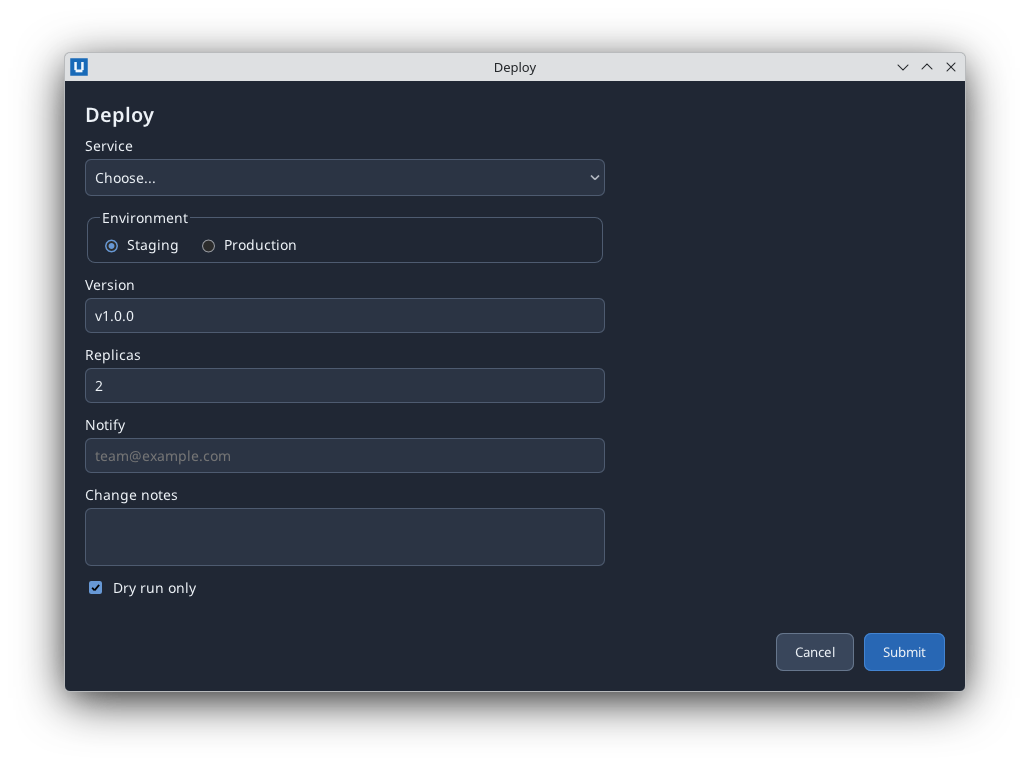 Deploy
Deploy
Service
Choose...
Environment
Staging Production
Version
v1.0.0
Replicas
2
Notify
team@example.com
Change notes
Dry run only
Cancel Submit